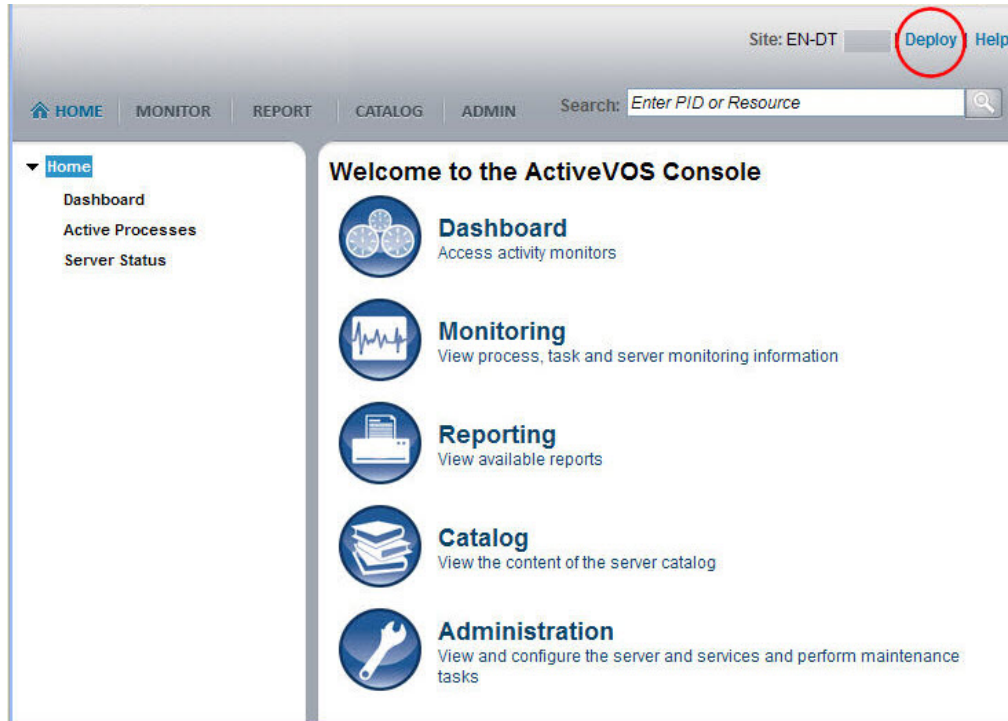 Site: EN-DT | Deploy | Help
HOME MONITOR REPORT CATALOG ADMIN Search: Enter PID or Resource
Home
Dashboard
Active Processes
Server Status
Welcome to the ActiveVOS Console
Dashboard
Access activity monitors
Monitoring
View process, task and server monitoring information
Reporting
View available reports
Catalog
View the content of the server catalog
Administration
View and configure the server and services and perform maintenance
tasks